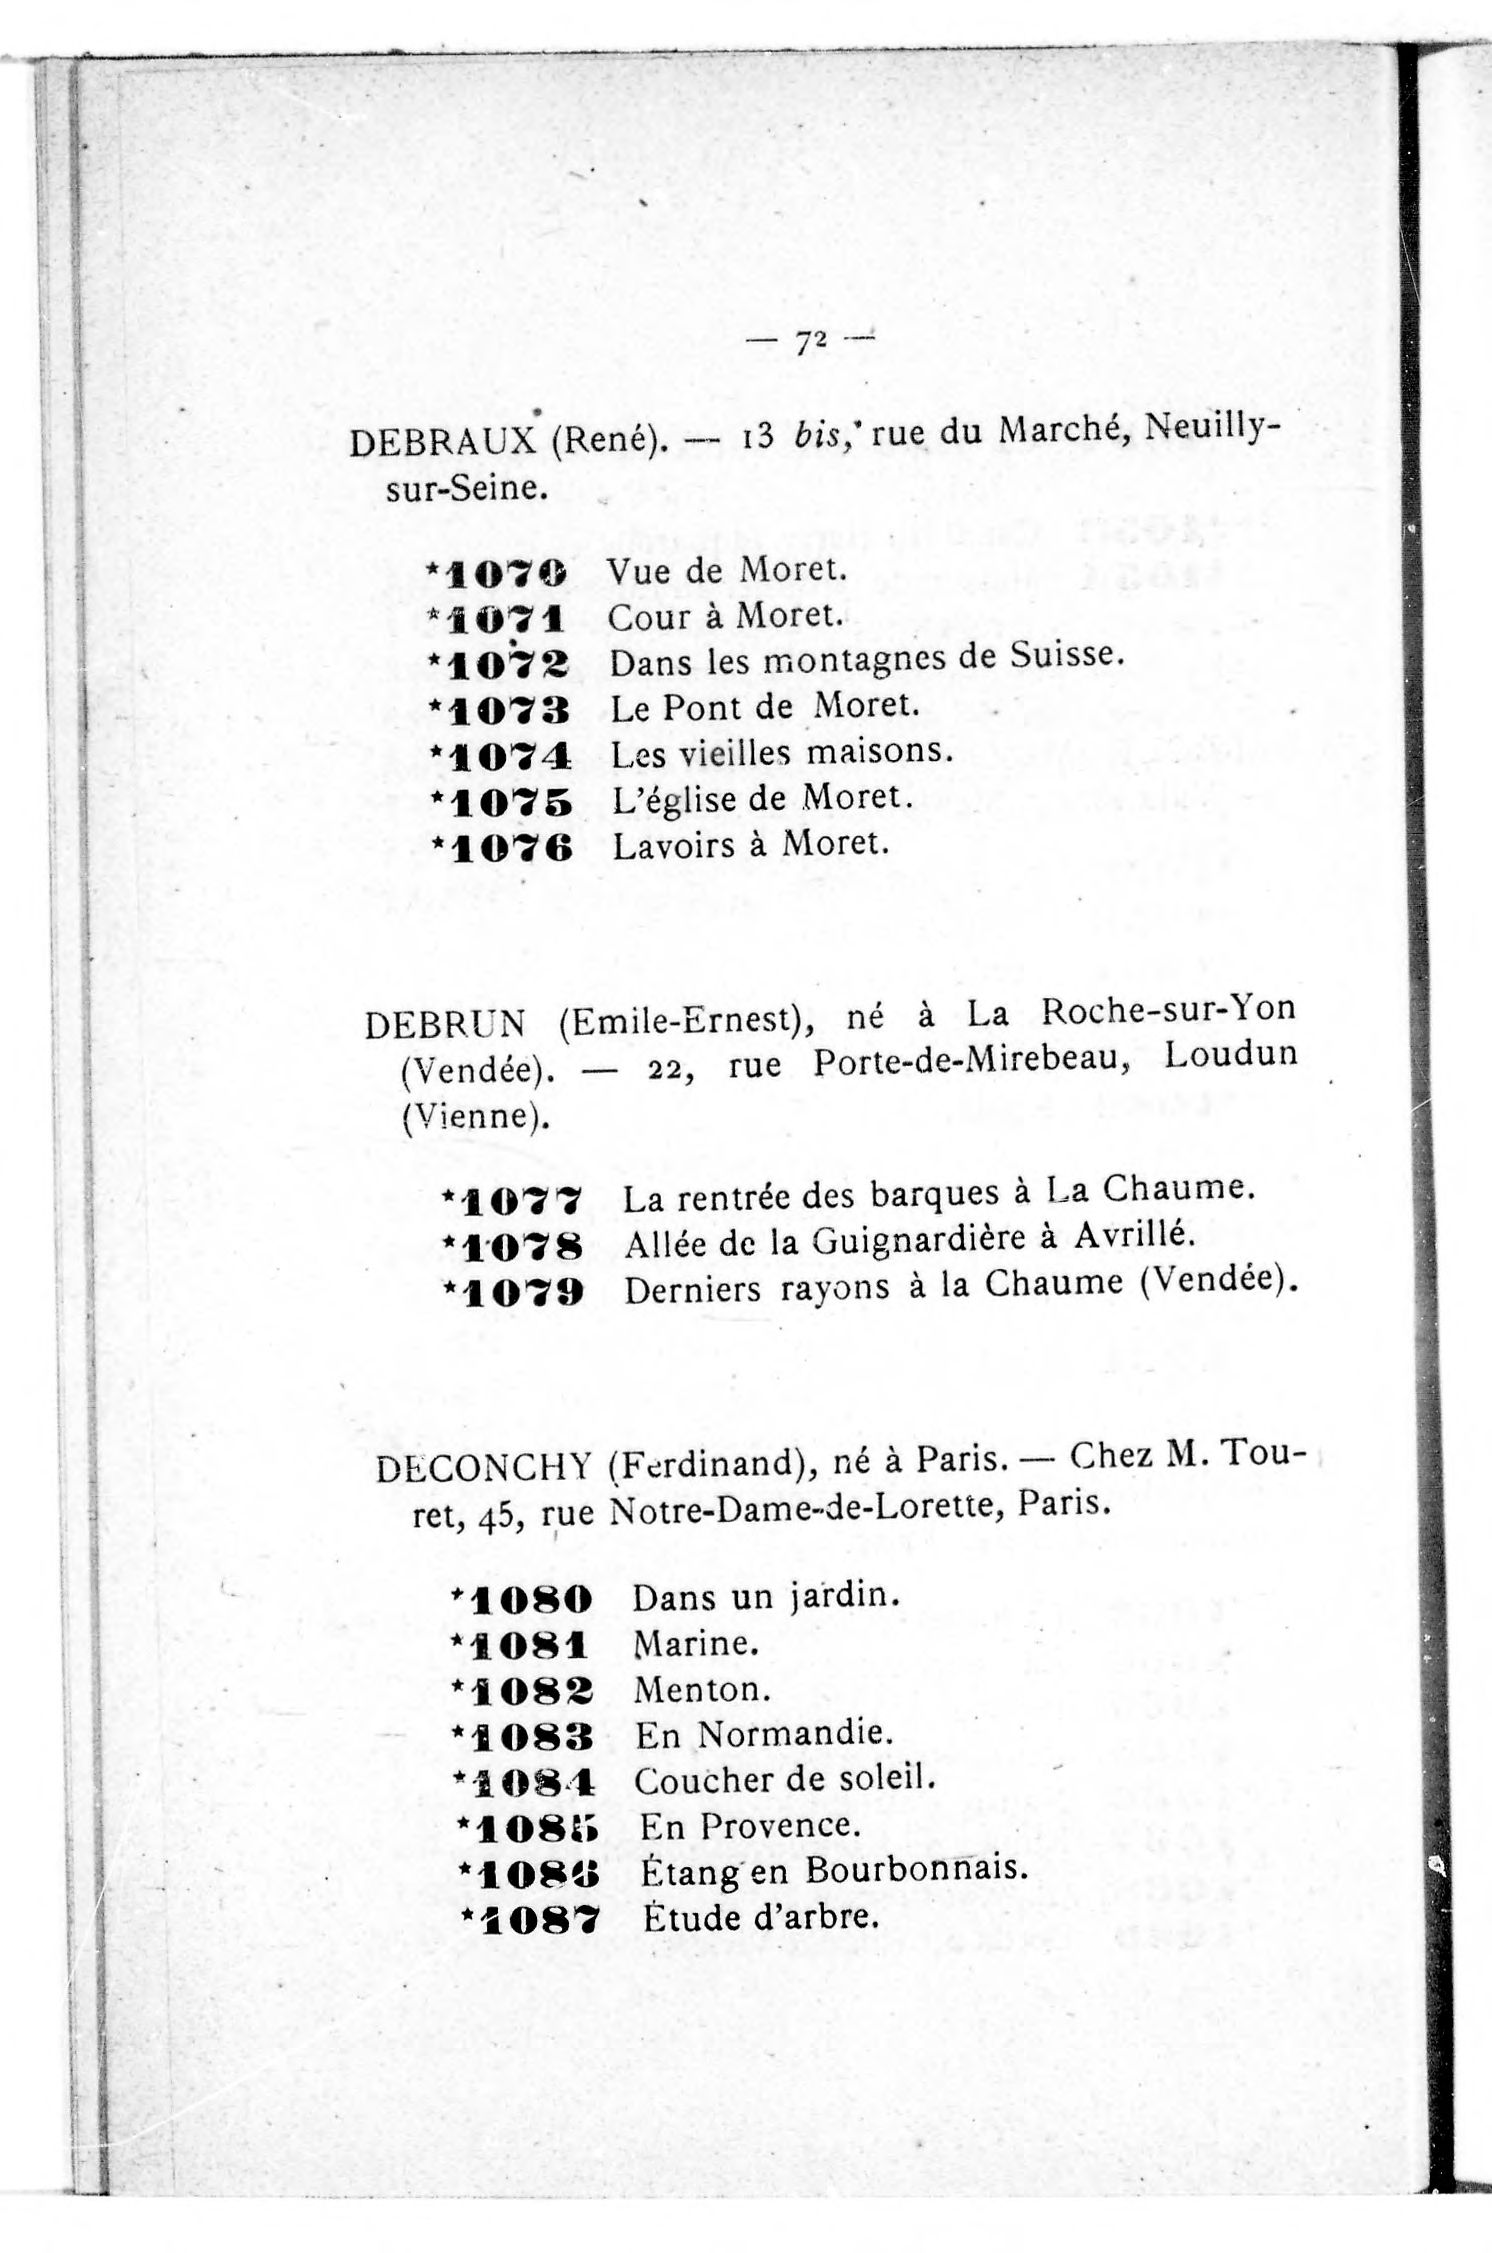 — 72 —
DEBRAUX (René). — 13 bis, rue du Marché, Neuilly-
sur-Seine.
*1070 Vue de Moret.
*1071 Cour à Moret.
*1072 Dans les montagnes de Suisse.
*1073 Le Pont de Moret.
*1074 Les vieilles maisons.
*1075 L'église de Moret.
*1076 Lavoirs à Moret.
DEBRUN (Emile-Ernest), né à La Roche-sur-Yon
(Vendée). — 22, rue Porte-de-Mirebeau, Loudun
(Vienne).
*1077 La rentrée des barques à La Chaume.
*1078 Allée de la Guignardière à Avrillé.
*1079 Derniers rayons à la Chaume (Vendée).
DECONCHY (Ferdinand), né à Paris. — Chez M. Tou-
ret, 45, rue Notre-Dame-de-Lorette, Paris.
*1080 Dans un jardin.
*1081 Marine.
*1082 Menton.
*1083 En Normandie.
*1084 Coucher de soleil.
*1085 En Provence.
*1086 Étang en Bourbonnais.
*1087 Étude d'arbre.